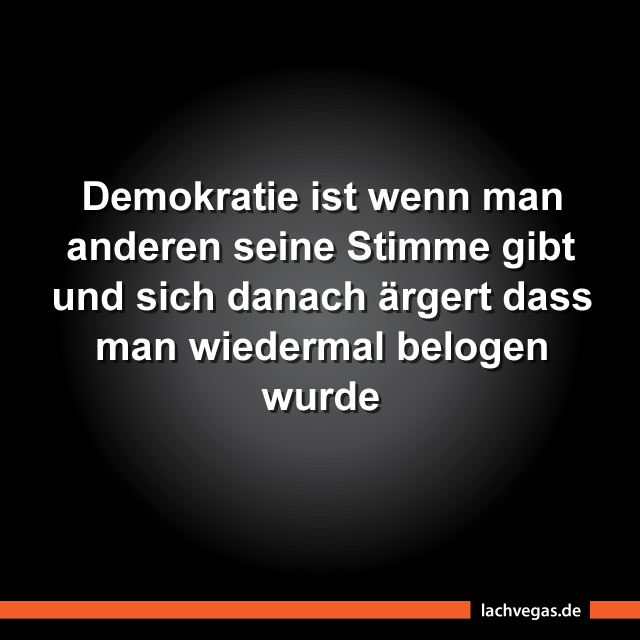 Demokratie ist wenn man
anderen seine Stimme gibt
und sich danach ärgert dass
man wiedermal belogen
wurde
lachvegas.de